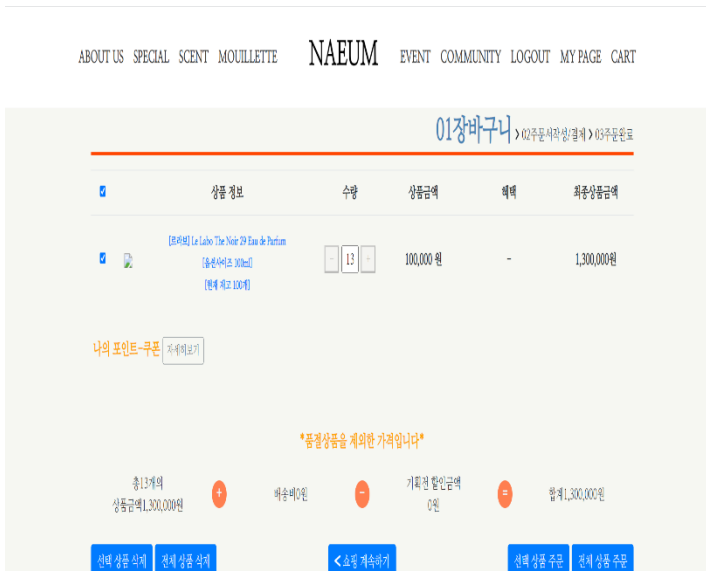 ABOUT US SPECIAL SCENT MOUILLETTE NAEUM EVENT COMMUNITY LOGOUT MY PAGE CART
01장바구니 > 02주문서작성/결제 > 03주문완료
상품 정보 수량 상품금액 혜택 최종상품금액
[르라보] Le Labo The Noir 29 Eau de Parfum
[옵션사이즈 100ml]
[현재 재고 100개]
- 13 - 100,000 원 - 1,300,000원
나의 포인트-쿠폰 자세히보기
*품절상품을 제외한 가격입니다*
총13개의
상품금액1,300,000원 + 배송비0원 - 기획전 할인금액
0원 = 합계1,300,000원
선택 상품 삭제 전체 상품 삭제 < 쇼핑 계속하기 선택 상품 주문 전체 상품 주문